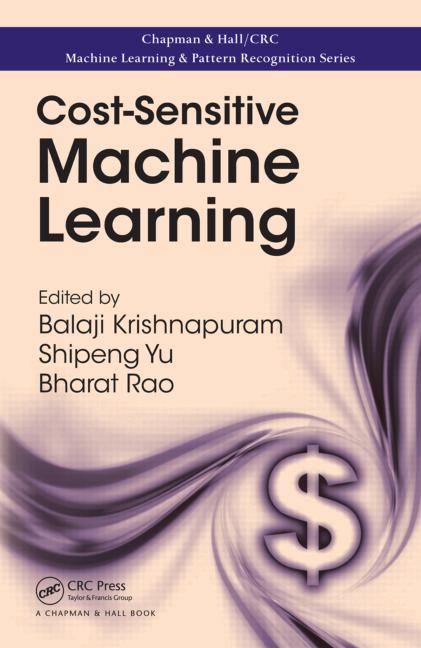 Chapman & Hall/CRC
Machine Learning & Pattern Recognition Series
Cost-Sensitive
Machine
Learning
Edited by
Balaji Krishnapuram
Shipeng Yu
Bharat Rao
$
CRC
CRC Press
Taylor & Francis Group
A CHAPMAN & HALL BOOK